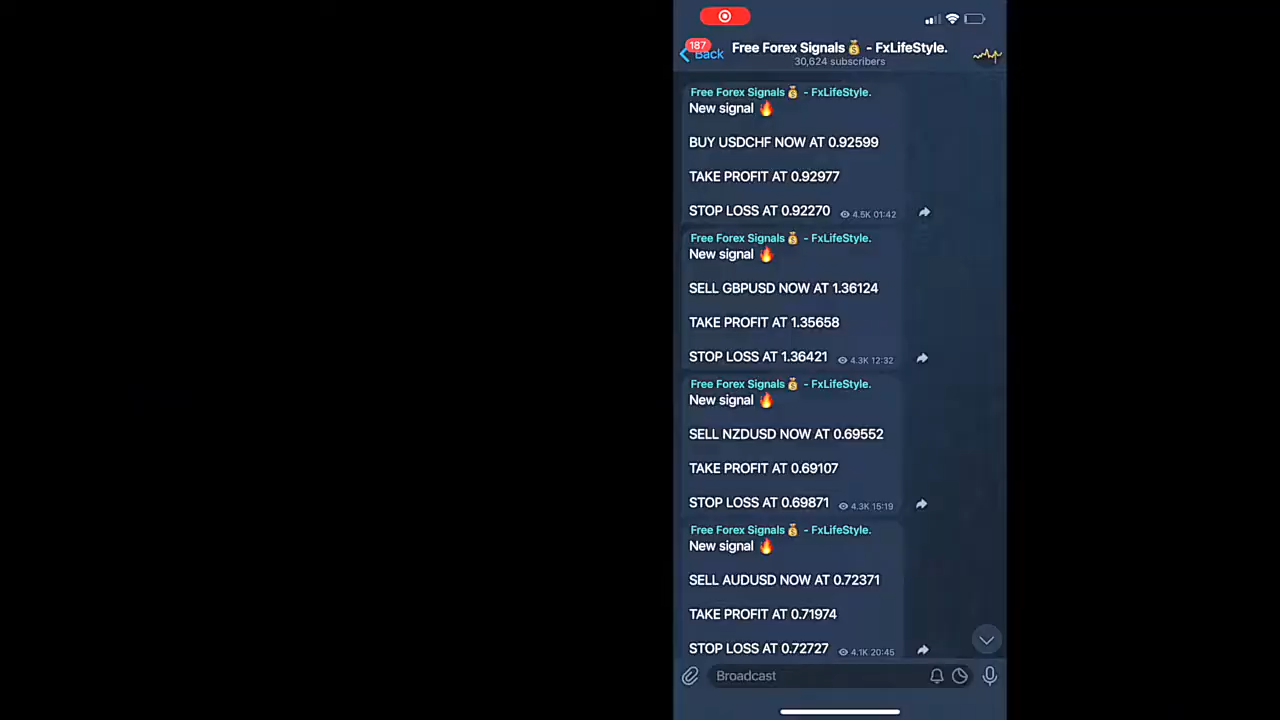 187
Back
Free Forex Signals💰 - FxLifeStyle.
30,624 subscribers
Free Forex Signals💰 - FxLifeStyle.
New signal 🔥
BUY USDCHF NOW AT 0.92599
TAKE PROFIT AT 0.92977
STOP LOSS AT 0.92270 4.5K 01:42
Free Forex Signals💰 - FxLifeStyle.
New signal 🔥
SELL GBPUSD NOW AT 1.36124
TAKE PROFIT AT 1.35658
STOP LOSS AT 1.36421 4.3K 12:32
Free Forex Signals💰 - FxLifeStyle.
New signal 🔥
SELL NZDUSD NOW AT 0.69552
TAKE PROFIT AT 0.69107
STOP LOSS AT 0.69871 4.3K 15:19
Free Forex Signals💰 - FxLifeStyle.
New signal 🔥
SELL AUDUSD NOW AT 0.72371
TAKE PROFIT AT 0.71974
STOP LOSS AT 0.72727 4.1K 20:45
Broadcast